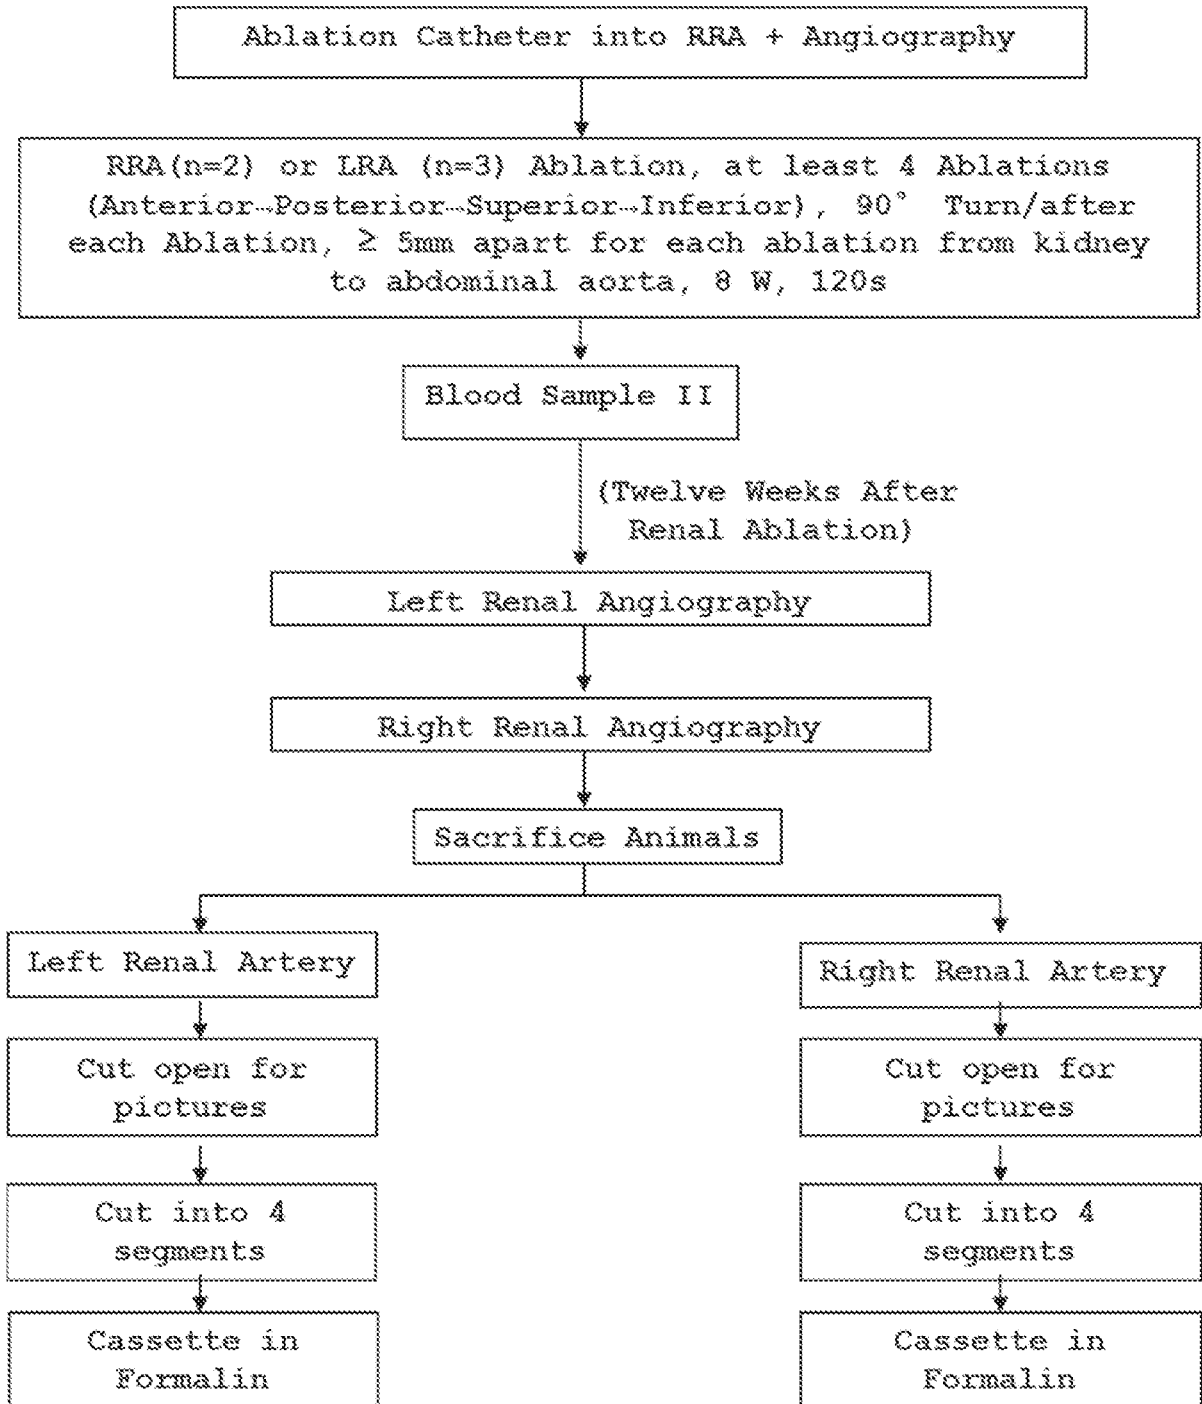 Ablation Catheter into RRA + Angiography
RRA(n=2) or LRA (n=3) Ablation, at least 4 Ablations
(Anterior→Posterior→Superior→Inferior), 90° Turn/after
each Ablation, ≥ 5mm apart for each ablation from kidney
to abdominal aorta, 8 W, 120s
Blood Sample II
(Twelve Weeks After
Renal Ablation)
Left Renal Angiography
Right Renal Angiography
Sacrifice Animals
Left Renal Artery
Right Renal Artery
Cut open for
pictures
Cut open for
pictures
Cut into 4
segments
Cut into 4
segments
Cassette in
Formalin
Cassette in
Formalin